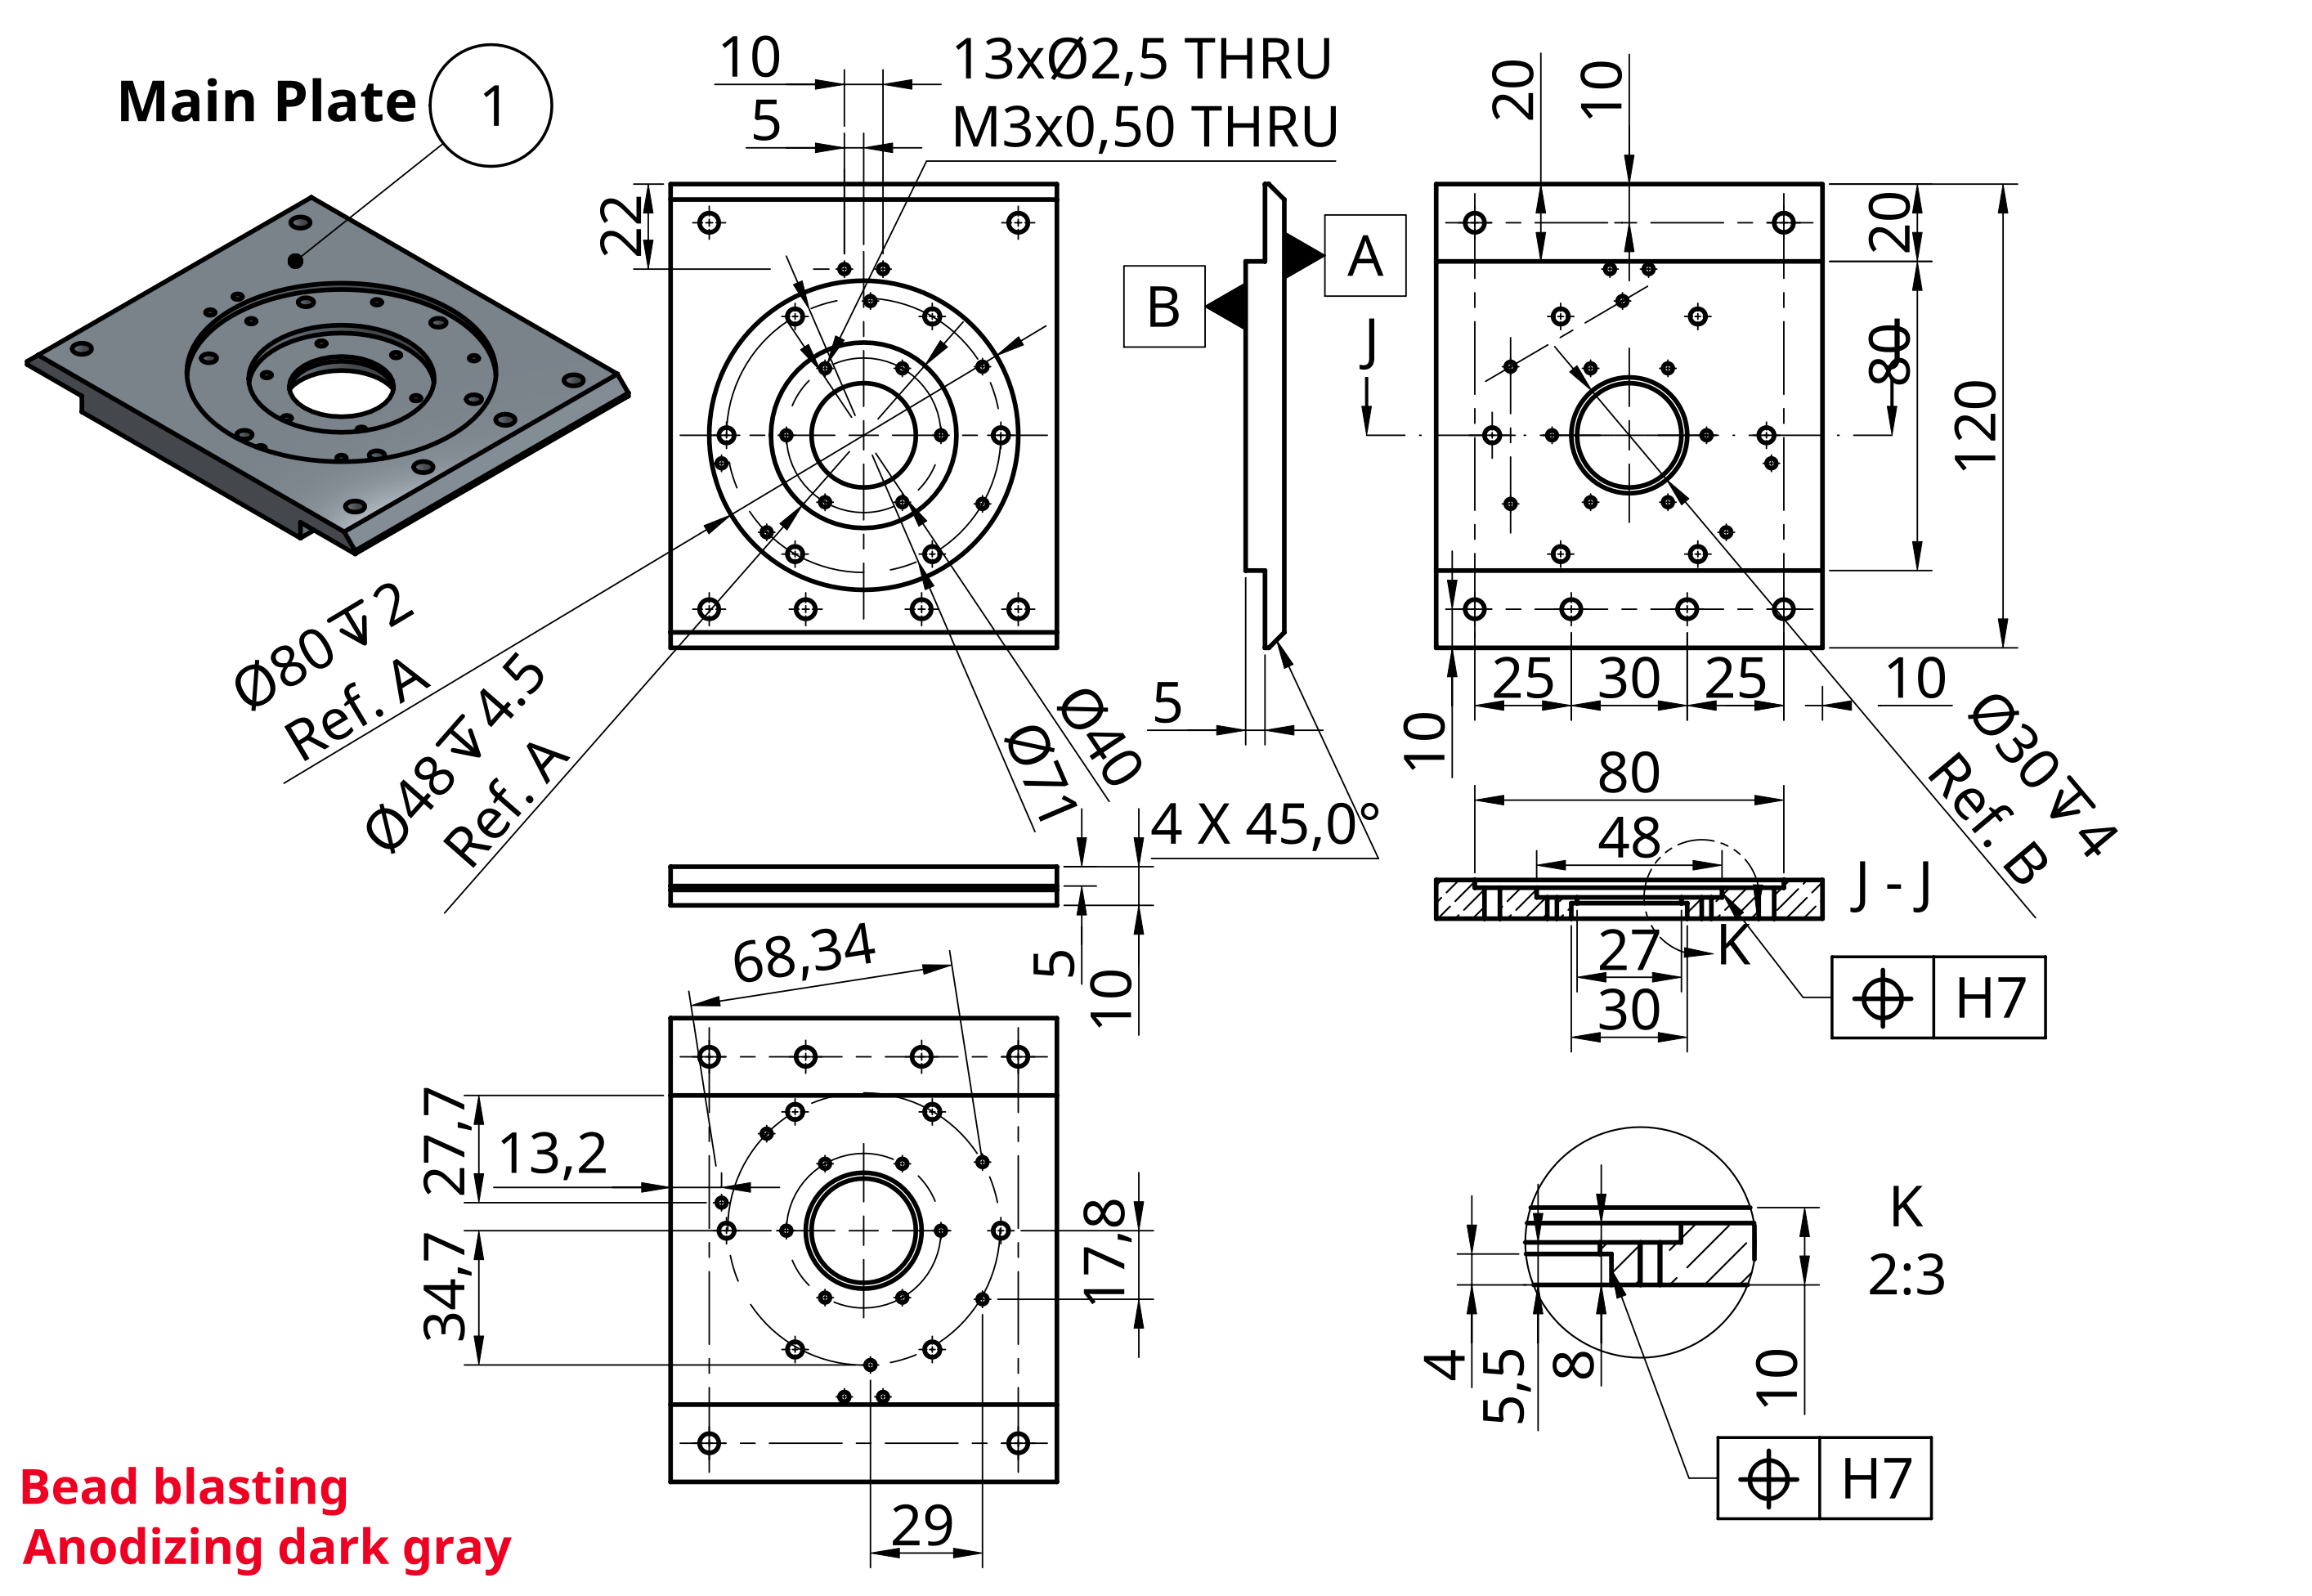 Main Plate
1
10
5
13xØ2,5 THRU
M3x0,50 THRU
22
20
10
A
B
J
20
80
120
Ø80↧2
Ref. A
Ø48↧4.5
Ref. A
Ø71
Ø40
5
4 X 45,0°
25
30
25
10
10
Ø30↧4
Ref. B
80
48
J - J
27
K
30
H7
5
10
68,34
27,7
13,2
34,7
17,8
29
K
2:3
4
5,5
8
10
H7
Bead blasting
Anodizing dark gray